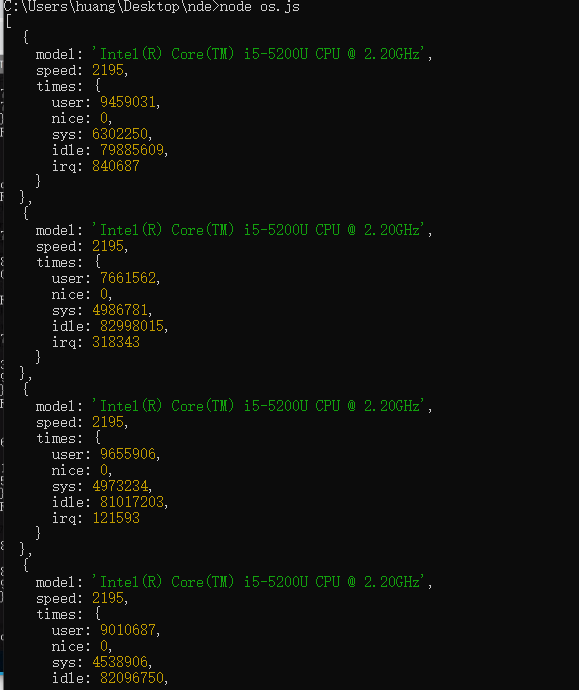 C:\Users\huang\Desktop\nde>node os.js
[
  {
    model: 'Intel(R) Core(TM) i5-5200U CPU @ 2.20GHz',
    speed: 2195,
    times: {
      user: 9459031,
      nice: 0,
      sys: 6302250,
      idle: 79885609,
      irq: 840687
    }
  },
  {
    model: 'Intel(R) Core(TM) i5-5200U CPU @ 2.20GHz',
    speed: 2195,
    times: {
      user: 7661562,
      nice: 0,
      sys: 4986781,
      idle: 82998015,
      irq: 318343
    }
  },
  {
    model: 'Intel(R) Core(TM) i5-5200U CPU @ 2.20GHz',
    speed: 2195,
    times: {
      user: 9655906,
      nice: 0,
      sys: 4973234,
      idle: 81017203,
      irq: 121593
    }
  },
  {
    model: 'Intel(R) Core(TM) i5-5200U CPU @ 2.20GHz',
    speed: 2195,
    times: {
      user: 9010687,
      nice: 0,
      sys: 4538906,
      idle: 82096750,